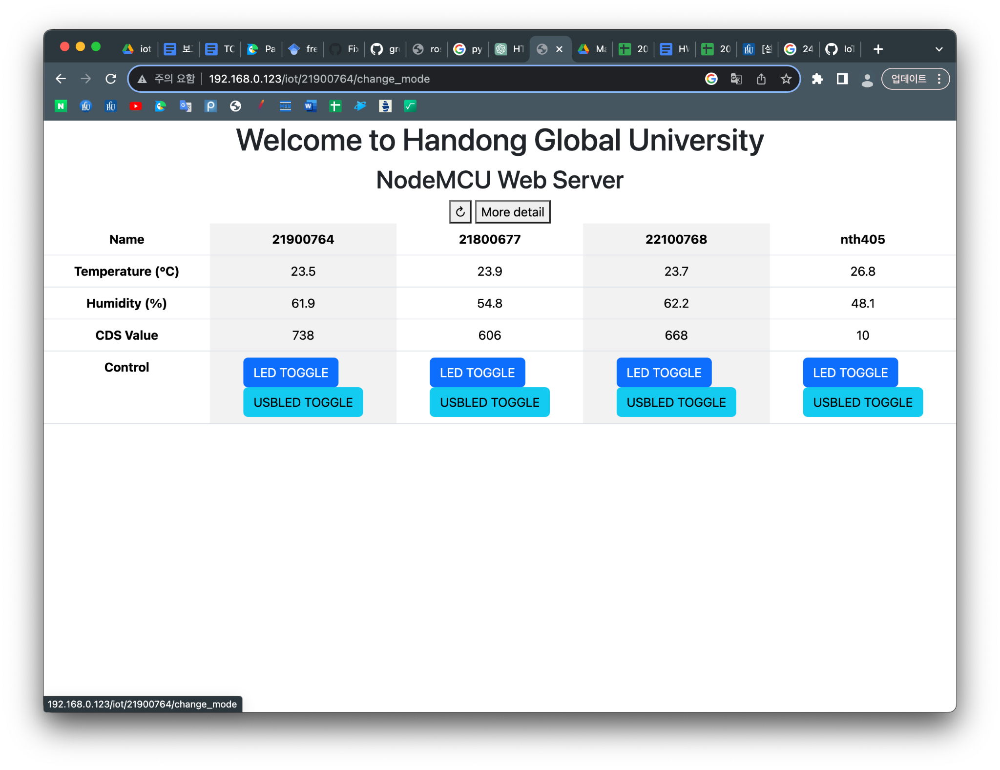 iot
TC
Pa
fre
Fi
gr
ro
py
HT
Ma
20
20
[설
24
IoT
주의 요함 192.168.0.123/iot/21900764/change_mode
업데이트
Welcome to Handong Global University
NodeMCU Web Server
↻ More detail
Name 21900764 21800677 22100768 nth405
Temperature (°C) 23.5 23.9 23.7 26.8
Humidity (%) 61.9 54.8 62.2 48.1
CDS Value 738 606 668 10
Control LED TOGGLE LED TOGGLE LED TOGGLE LED TOGGLE
USBLED TOGGLE USBLED TOGGLE USBLED TOGGLE USBLED TOGGLE
192.168.0.123/iot/21900764/change_mode